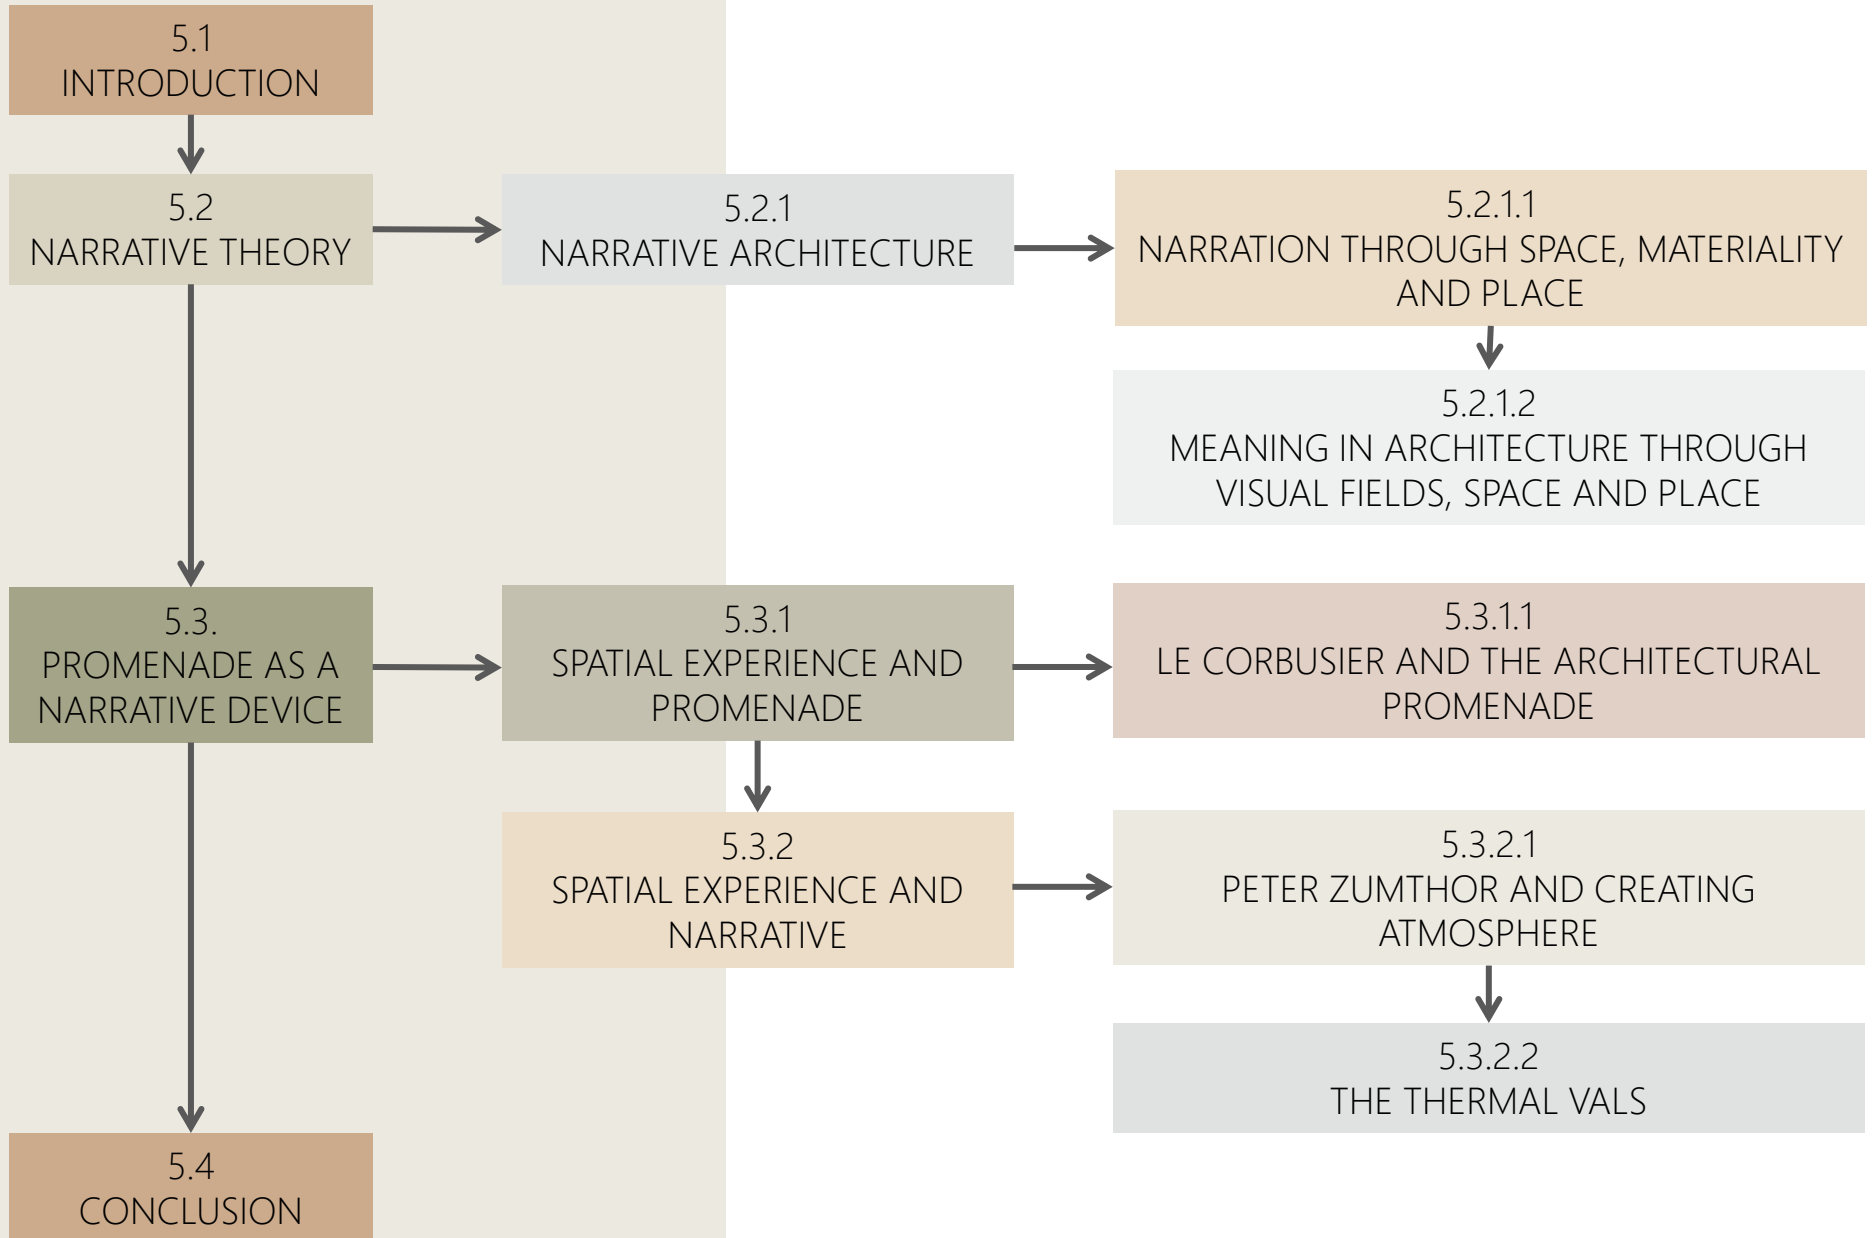 5.1
INTRODUCTION
5.2
NARRATIVE THEORY
5.2.1
NARRATIVE ARCHITECTURE
5.2.1.1
NARRATION THROUGH SPACE, MATERIALITY
AND PLACE
5.2.1.2
MEANING IN ARCHITECTURE THROUGH
VISUAL FIELDS, SPACE AND PLACE
5.3.
PROMENADE AS A
NARRATIVE DEVICE
5.3.1
SPATIAL EXPERIENCE AND
PROMENADE
5.3.1.1
LE CORBUSIER AND THE ARCHITECTURAL
PROMENADE
5.3.2
SPATIAL EXPERIENCE AND
NARRATIVE
5.3.2.1
PETER ZUMTHOR AND CREATING
ATMOSPHERE
5.3.2.2
THE THERMAL VALS
5.4
CONCLUSION